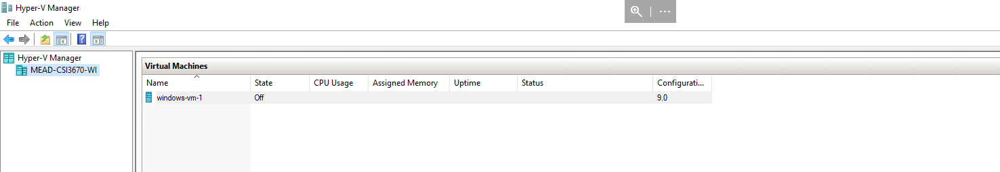 Hyper-V Manager
File Action View Help
Hyper-V Manager
MEAD-CSI3670-WI
Virtual Machines
Name State CPU Usage Assigned Memory Uptime Status Configurati...
windows-vm-1 Off 9.0